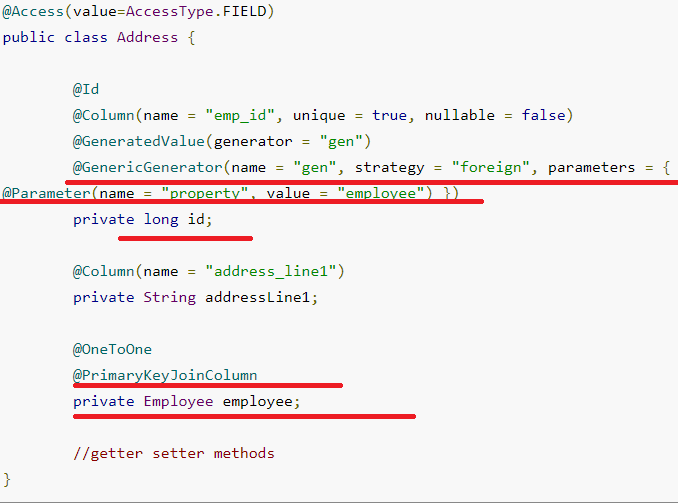 @Access(value=AccessType.FIELD)
public class Address {
@Id
@Column(name = "emp_id", unique = true, nullable = false)
@GeneratedValue(generator = "gen")
@GenericGenerator(name = "gen", strategy = "foreign", parameters = {
@Parameter(name = "property", value = "employee") })
private long id;
@Column(name = "address_line1")
private String addressLine1;
@OneToOne
@PrimaryKeyJoinColumn
private Employee employee;
//getter setter methods
}